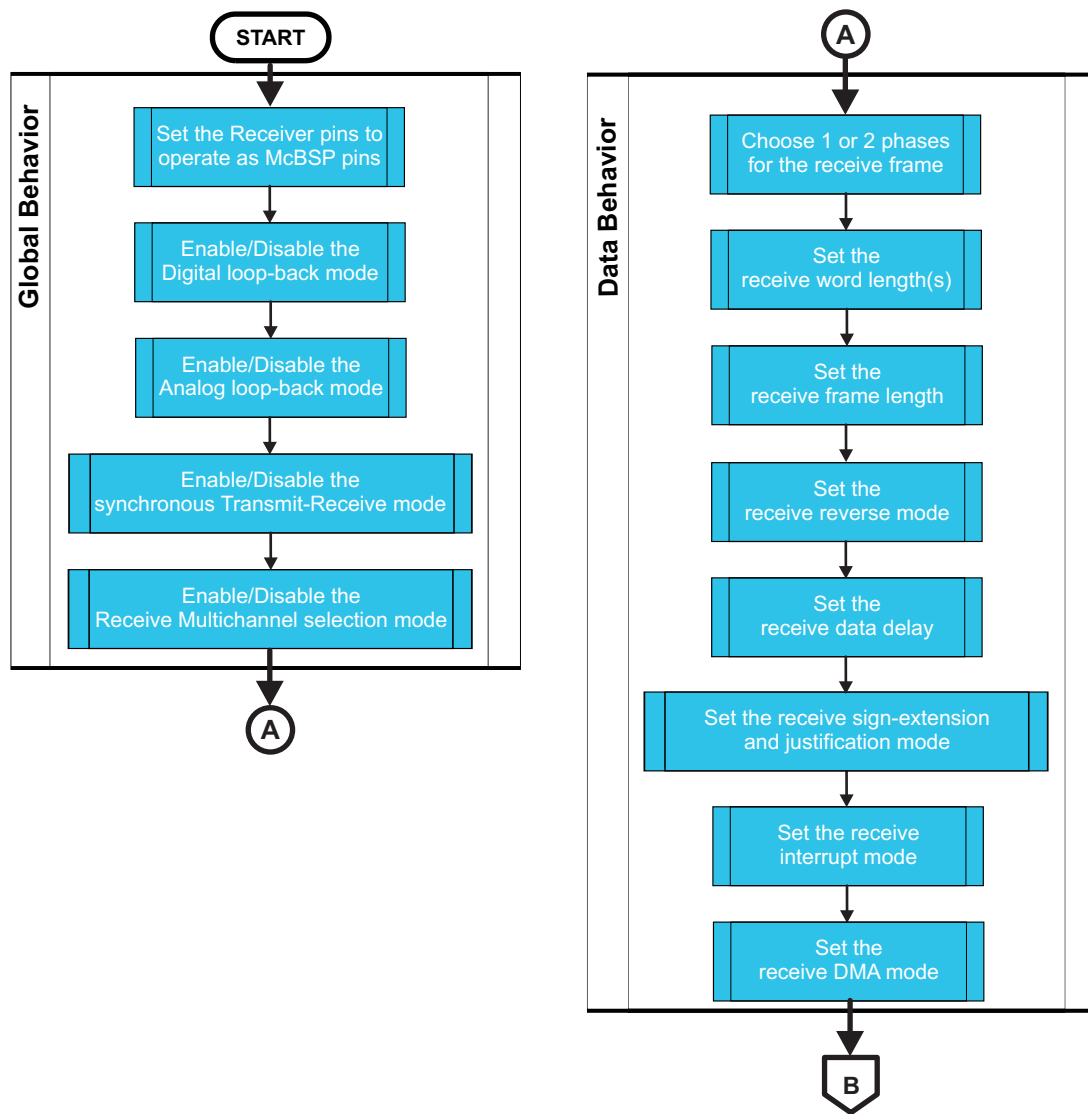 START
Global Behavior
Set the Receiver pins to
operate as McBSP pins
Enable/Disable the
Digital loop-back mode
Enable/Disable the
Analog loop-back mode
Enable/Disable the
synchronous Transmit-Receive mode
Enable/Disable the
Receive Multichannel selection mode
A
A
Data Behavior
Choose 1 or 2 phases
for the receive frame
Set the
receive word length(s)
Set the
receive frame length
Set the
receive reverse mode
Set the
receive data delay
Set the receive sign-extension
and justification mode
Set the receive
interrupt mode
Set the
receive DMA mode
B